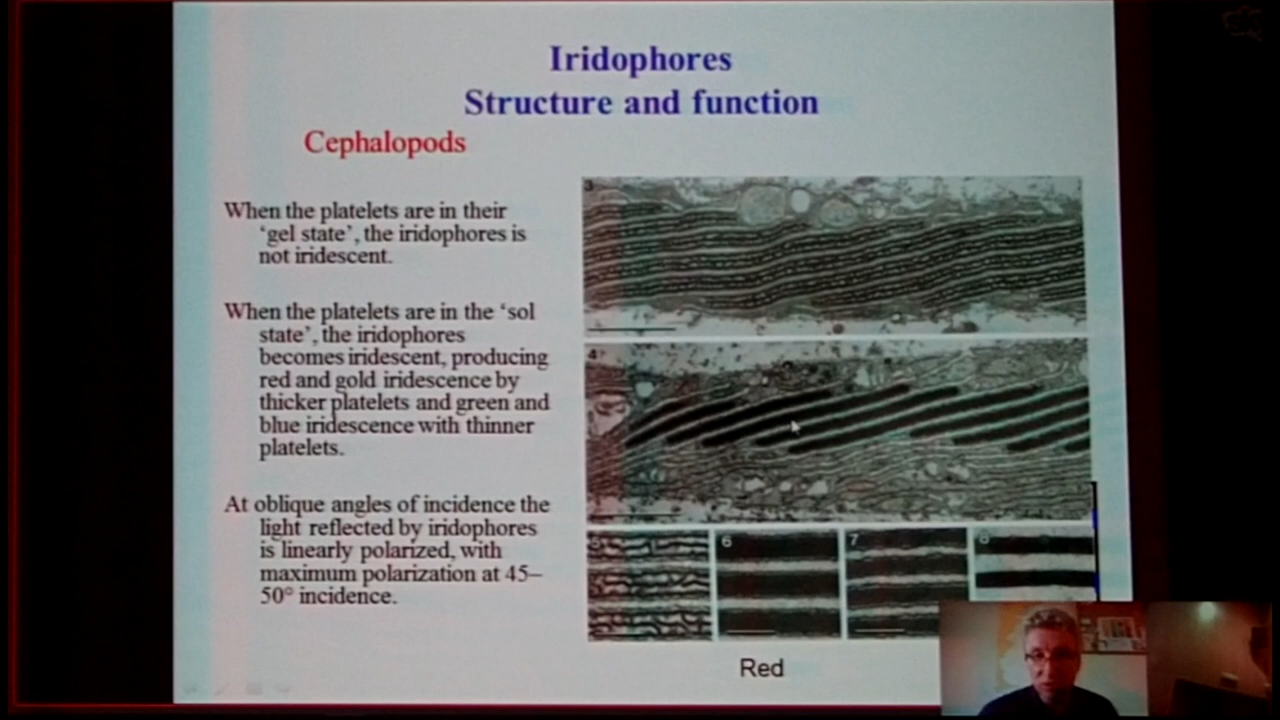 Iridophores
Structure and function
Cephalopods
When the platelets are in their
‘gel state’, the iridophores is
not iridescent.
When the platelets are in the ‘sol
state’, the iridophores
becomes iridescent, producing
red and gold iridescence by
thicker platelets and green and
blue iridescence with thinner
platelets.
At oblique angles of incidence the
light reflected by iridophores
is linearly polarized, with
maximum polarization at 45–
50° incidence.
3
4
5
6
7
8
Red